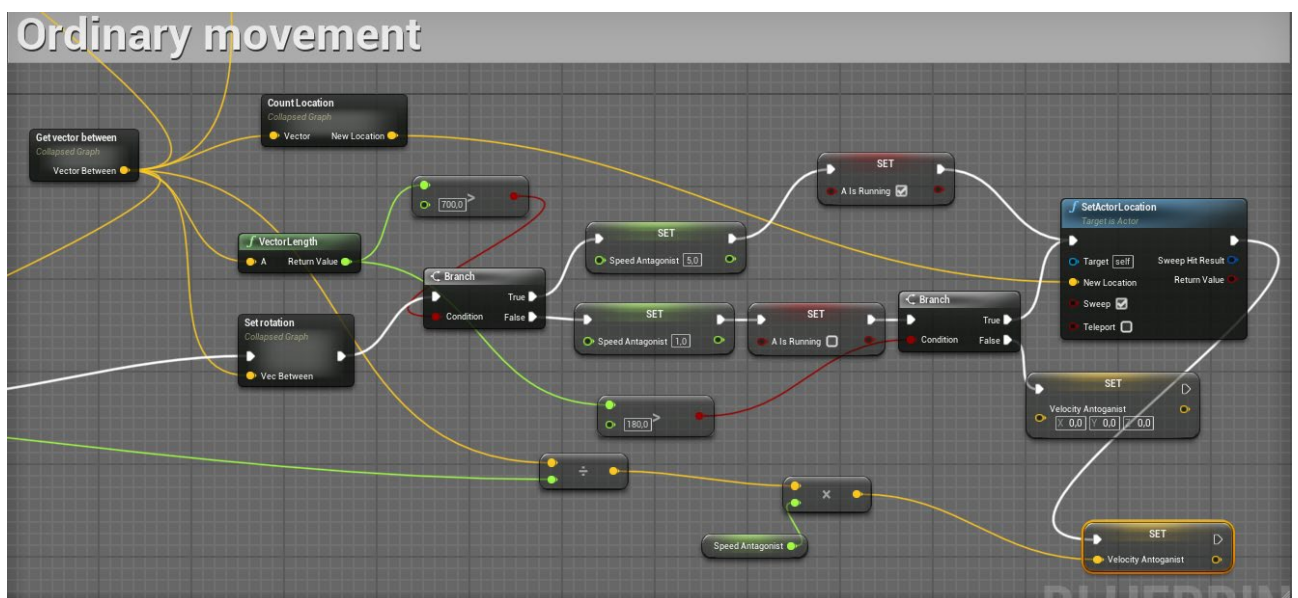 Ordinary movement
Count Location
Collapsed Graph
Vector New Location
Get vector between
Collapsed Graph
Vector Between
SET
A Is Running
700,0 >
SetActorLocation
Target is Actor
Target self Sweep Hit Result
New Location Return Value
Sweep
Teleport
SET
Speed Antagonist 5,0
VectorLength
A Return Value
Branch
True
Condition False
Branch
True
Condition False
SET
Speed Antagonist 1,0
SET
A Is Running
Set rotation
Collapsed Graph
Vec Between
SET
Velocity Antoganist
X 0,0 Y 0,0 Z 0,0
180,0 >
÷
×
Speed Antagonist
SET
Velocity Antoganist